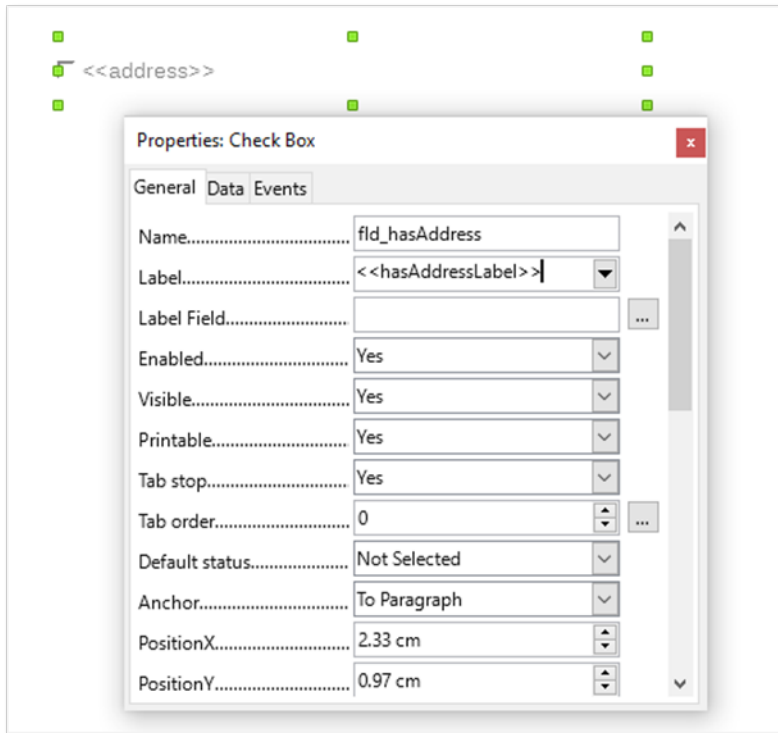 <<address>>
Properties: Check Box
x
General Data Events
Name................................. fld_hasAddress
Label.................................. <<hasAddressLabel>>
Label Field......................... ...
Enabled............................. Yes
Visible............................... Yes
Printable........................... Yes
Tab stop............................ Yes
Tab order.......................... 0 ...
Default status................... Not Selected
Anchor.............................. To Paragraph
PositionX........................... 2.33 cm
PositionY........................... 0.97 cm